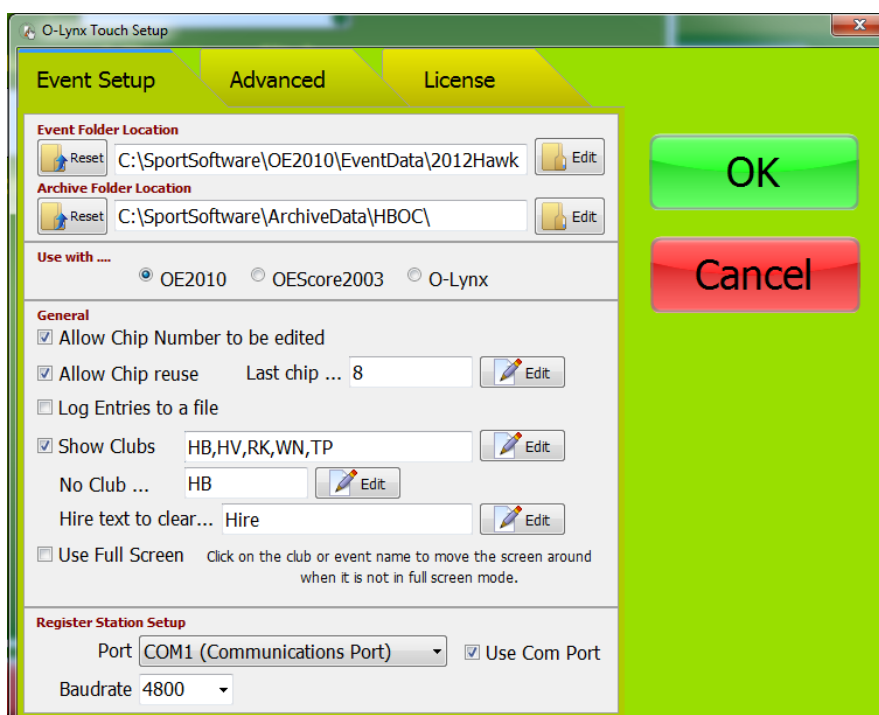 O-Lynx Touch Setup
Event Setup Advanced License
Event Folder Location
Reset C:\SportSoftware\OE2010\EventData\2012Hawk Edit
Archive Folder Location
Reset C:\SportSoftware\ArchiveData\HBOC\ Edit
OK
Cancel
Use with ....
OE2010 OEScore2003 O-Lynx
General
Allow Chip Number to be edited
Allow Chip reuse Last chip ... 8 Edit
Log Entries to a file
Show Clubs HB,HV,RK,WN,TP Edit
No Club ... HB Edit
Hire text to clear... Hire Edit
Use Full Screen Click on the club or event name to move the screen around
when it is not in full screen mode.
Register Station Setup
Port COM1 (Communications Port) Use Com Port
Baudrate 4800